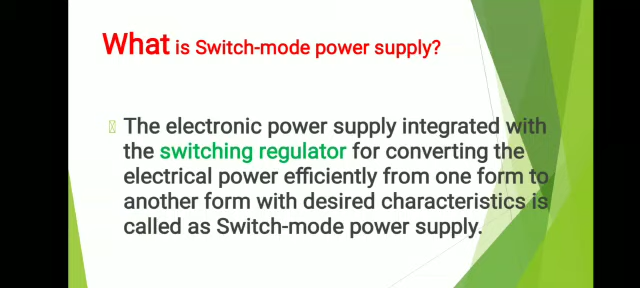 What is Switch-mode power supply?
The electronic power supply integrated with
the switching regulator for converting the
electrical power efficiently from one form to
another form with desired characteristics is
called as Switch-mode power supply.